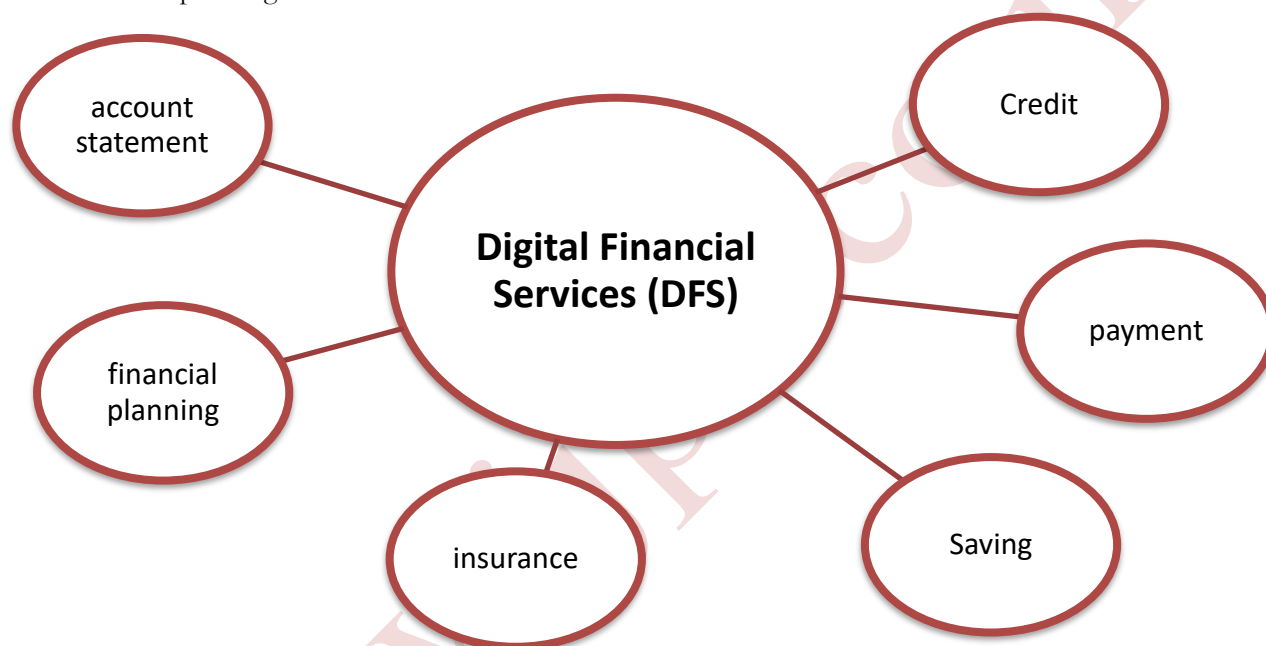 account
statement
Credit
Digital Financial
Services (DFS)
payment
financial
planning
insurance
Saving